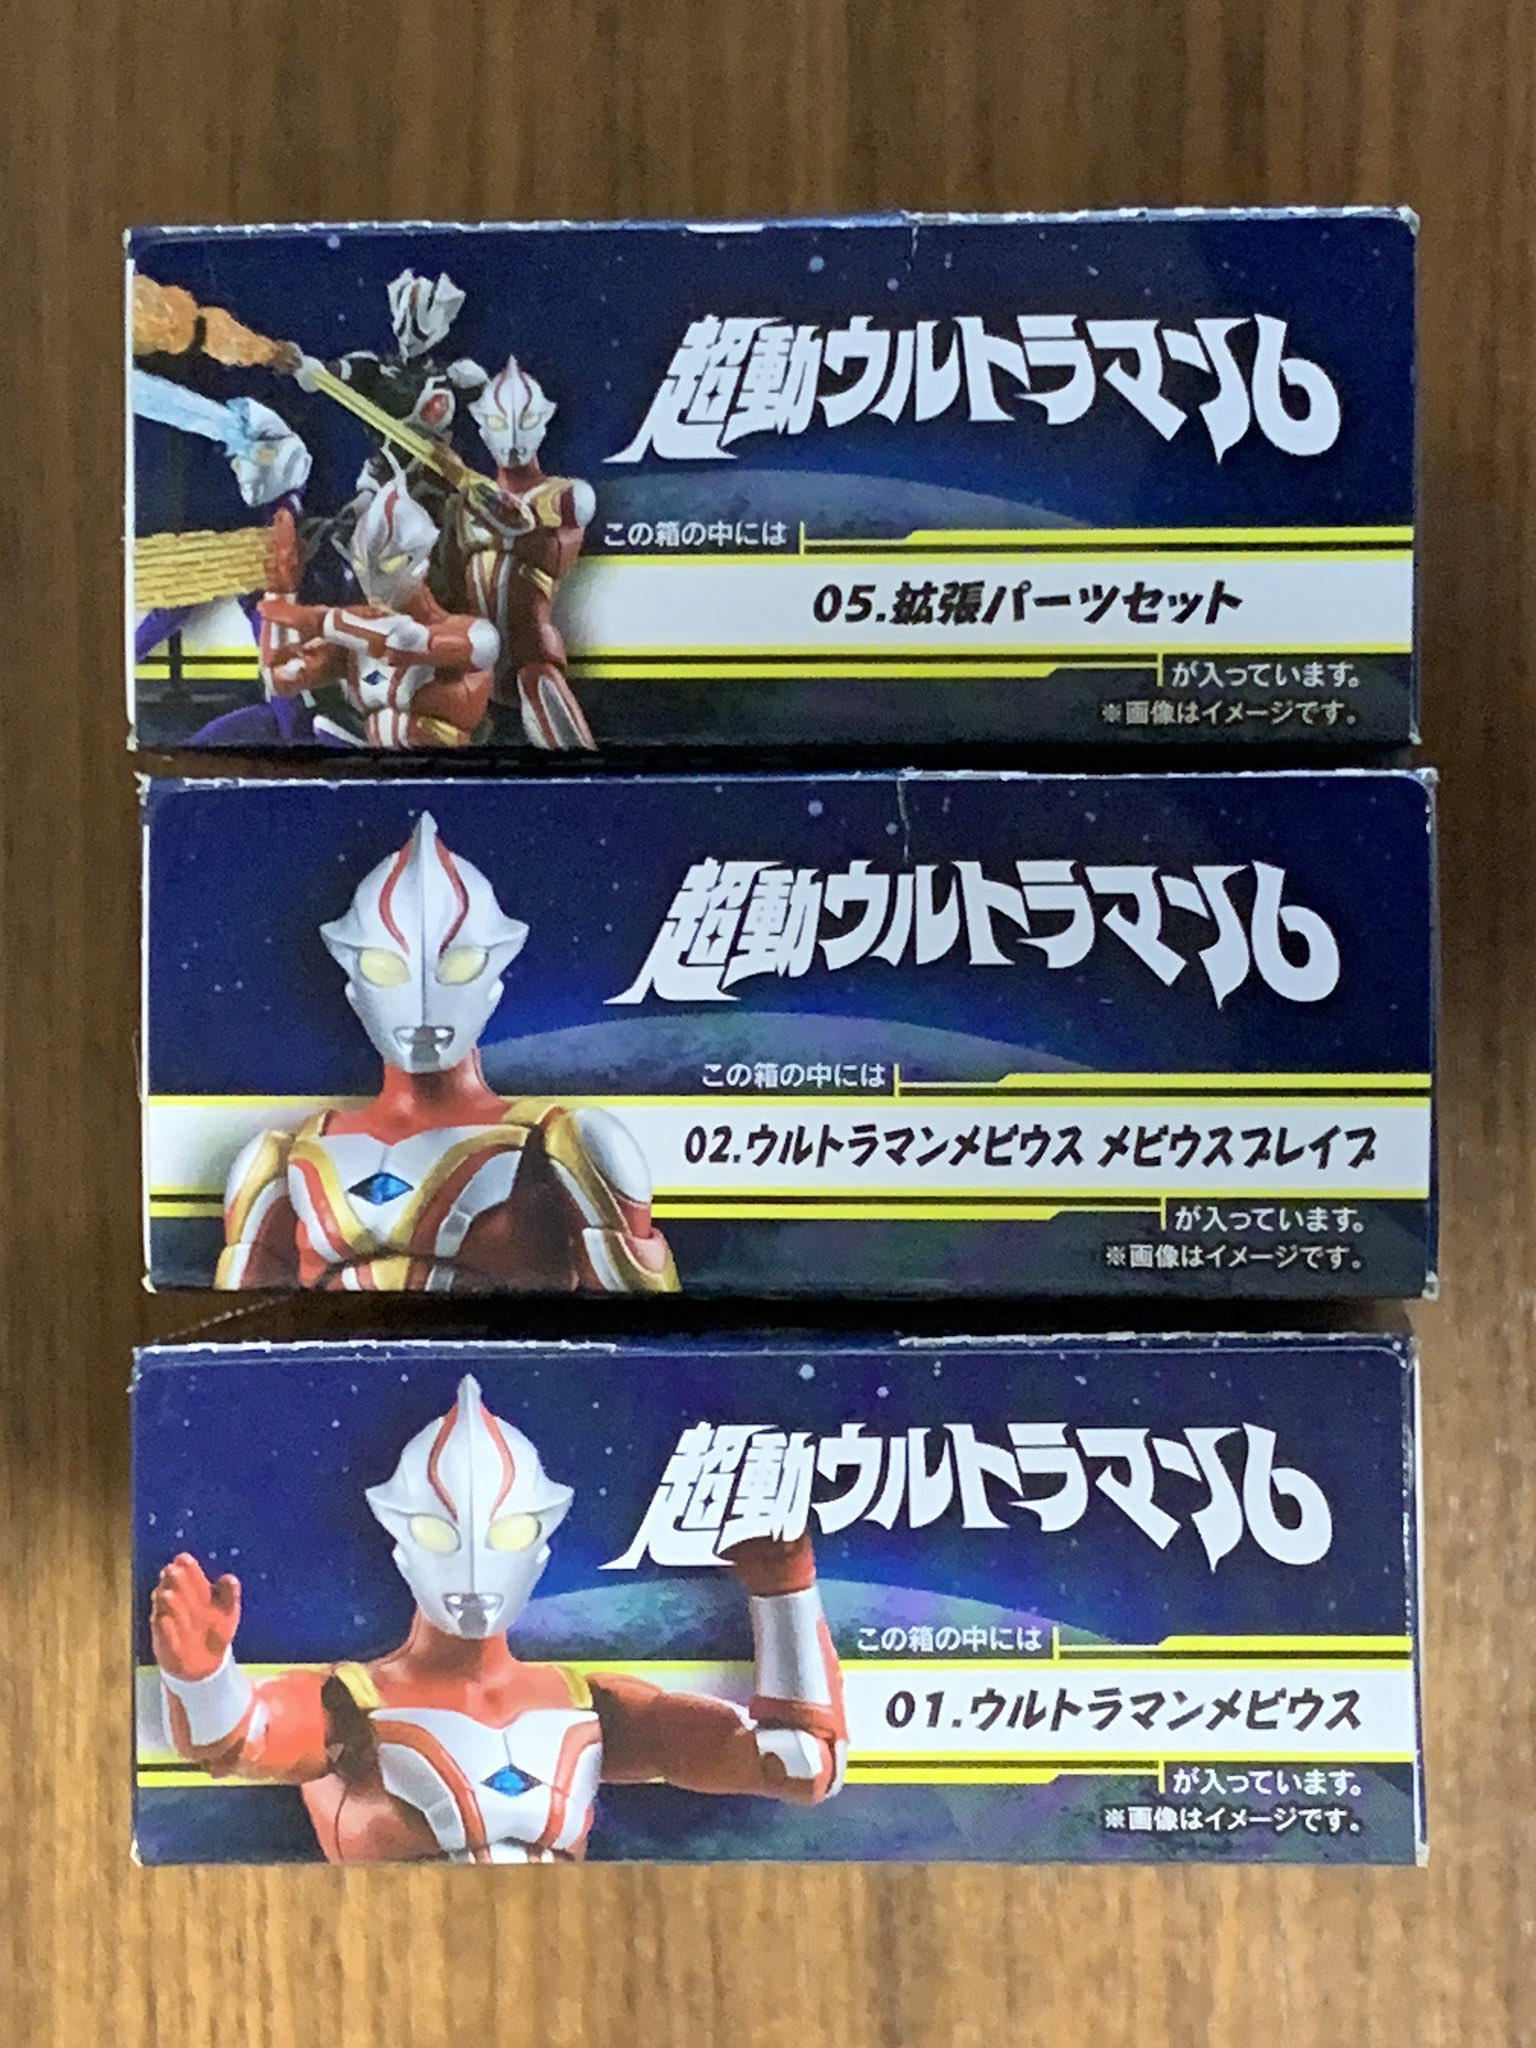 超動ウルトラマン6
この箱の中には
05.拡張パーツセット
が入っています。
※画像はイメージです。
超動ウルトラマン6
この箱の中には
02.ウルトラマンメビウス メビウスブレイブ
が入っています。
※画像はイメージです。
超動ウルトラマン6
この箱の中には
01.ウルトラマンメビウス
が入っています。
※画像はイメージです。